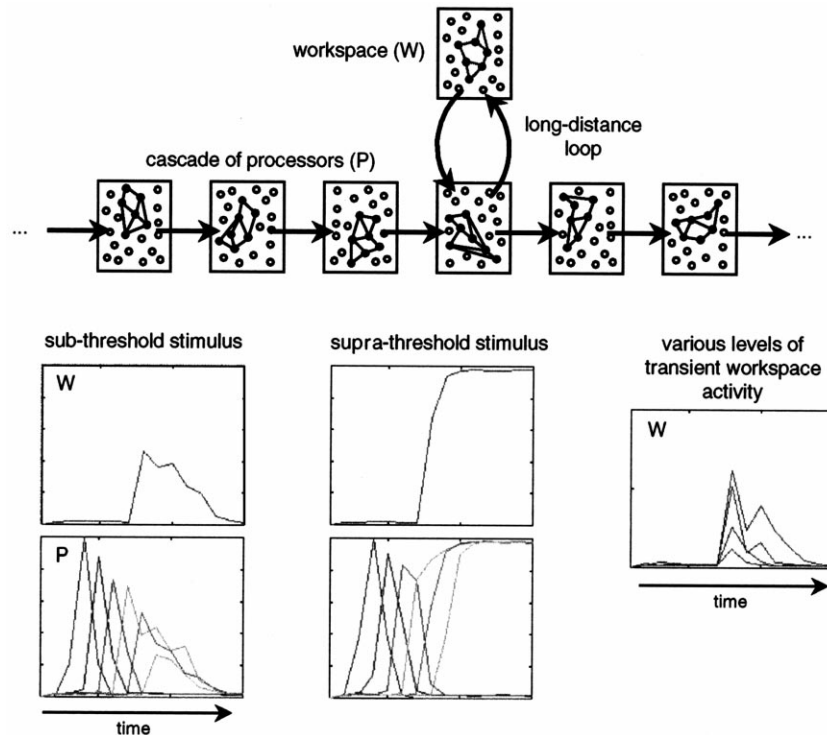 workspace (W)
long-distance
loop
cascade of processors (P)
...
...
sub-threshold stimulus
supra-threshold stimulus
various levels of
transient workspace
activity
W
W
P
time
time